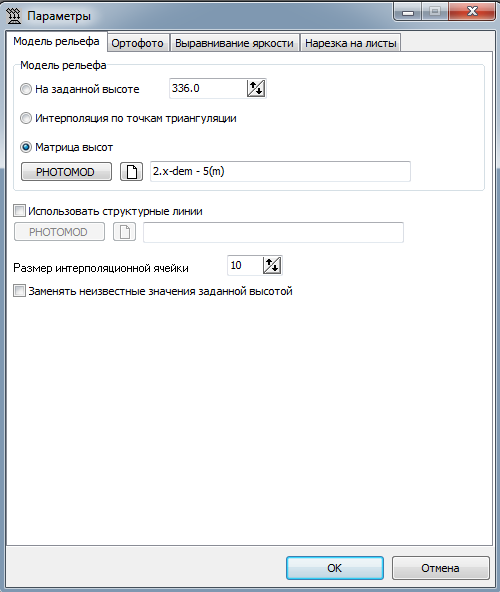 Параметры
Модель рельефа Ортофото Выравнивание яркости Нарезка на листы
Модель рельефа
На заданной высоте 336.0
Интерполяция по точкам триангуляции
Матрица высот
PHOTOMOD 2.x-dem - 5(m)
Использовать структурные линии
PHOTOMOD
Размер интерполяционной ячейки 10
Заменять неизвестные значения заданной высотой
OK Отмена